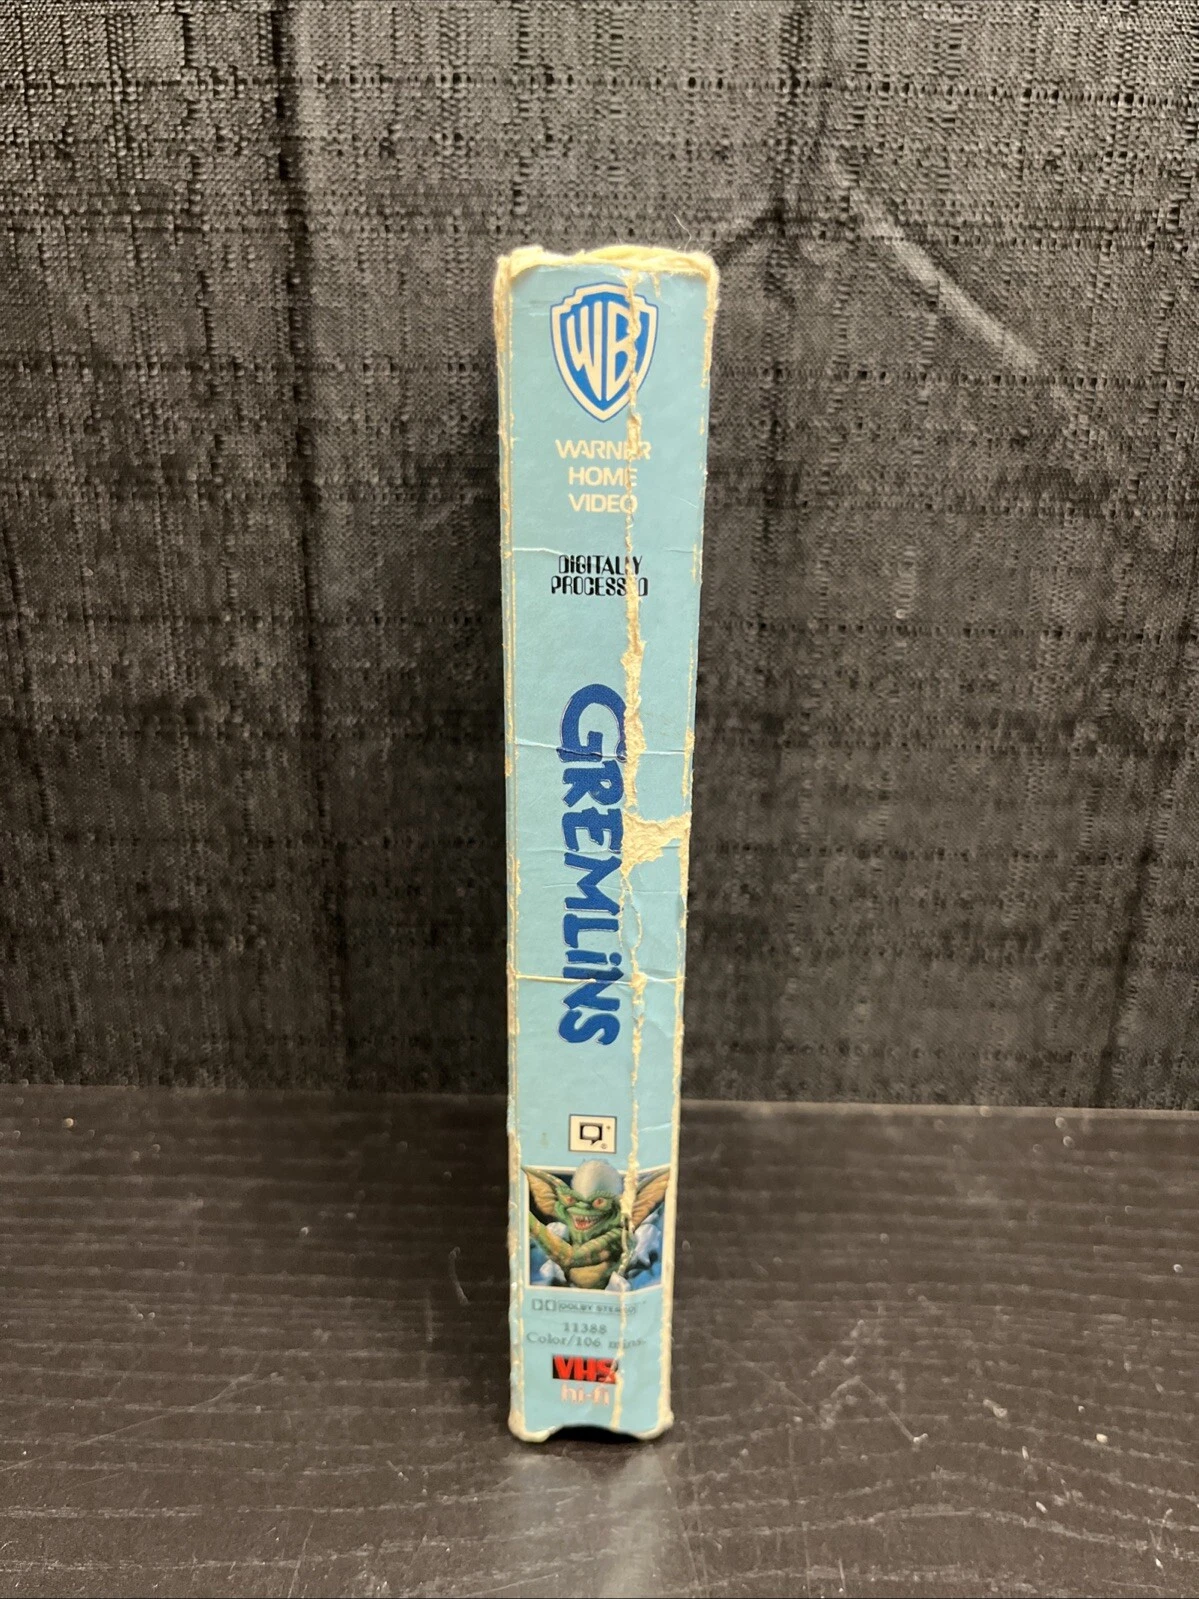 WB
WARNER
HOME
VIDEO
DIGITALLY
PROCESSED
GREMLiNS
DOLBY STEREO
11388
Color/106 mins.
VHS
hi-fi